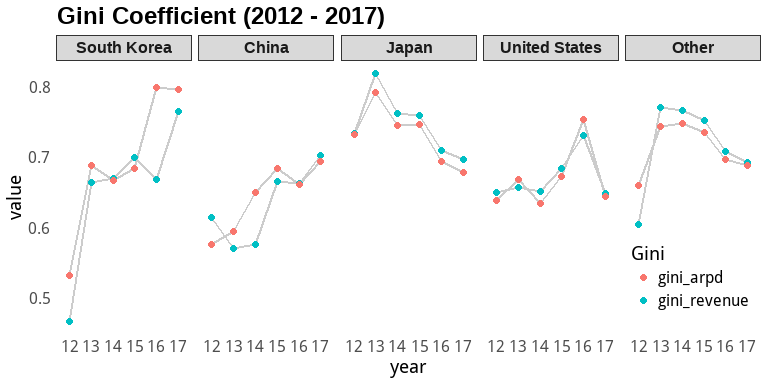 Gini Coefficient (2012 - 2017)
South Korea China Japan United States Other
0.8
0.7
0.6
0.5
value
Gini
gini_arpd
gini_revenue
12 13 14 15 16 17 12 13 14 15 16 17 12 13 14 15 16 17 12 13 14 15 16 17 12 13 14 15 16 17
year